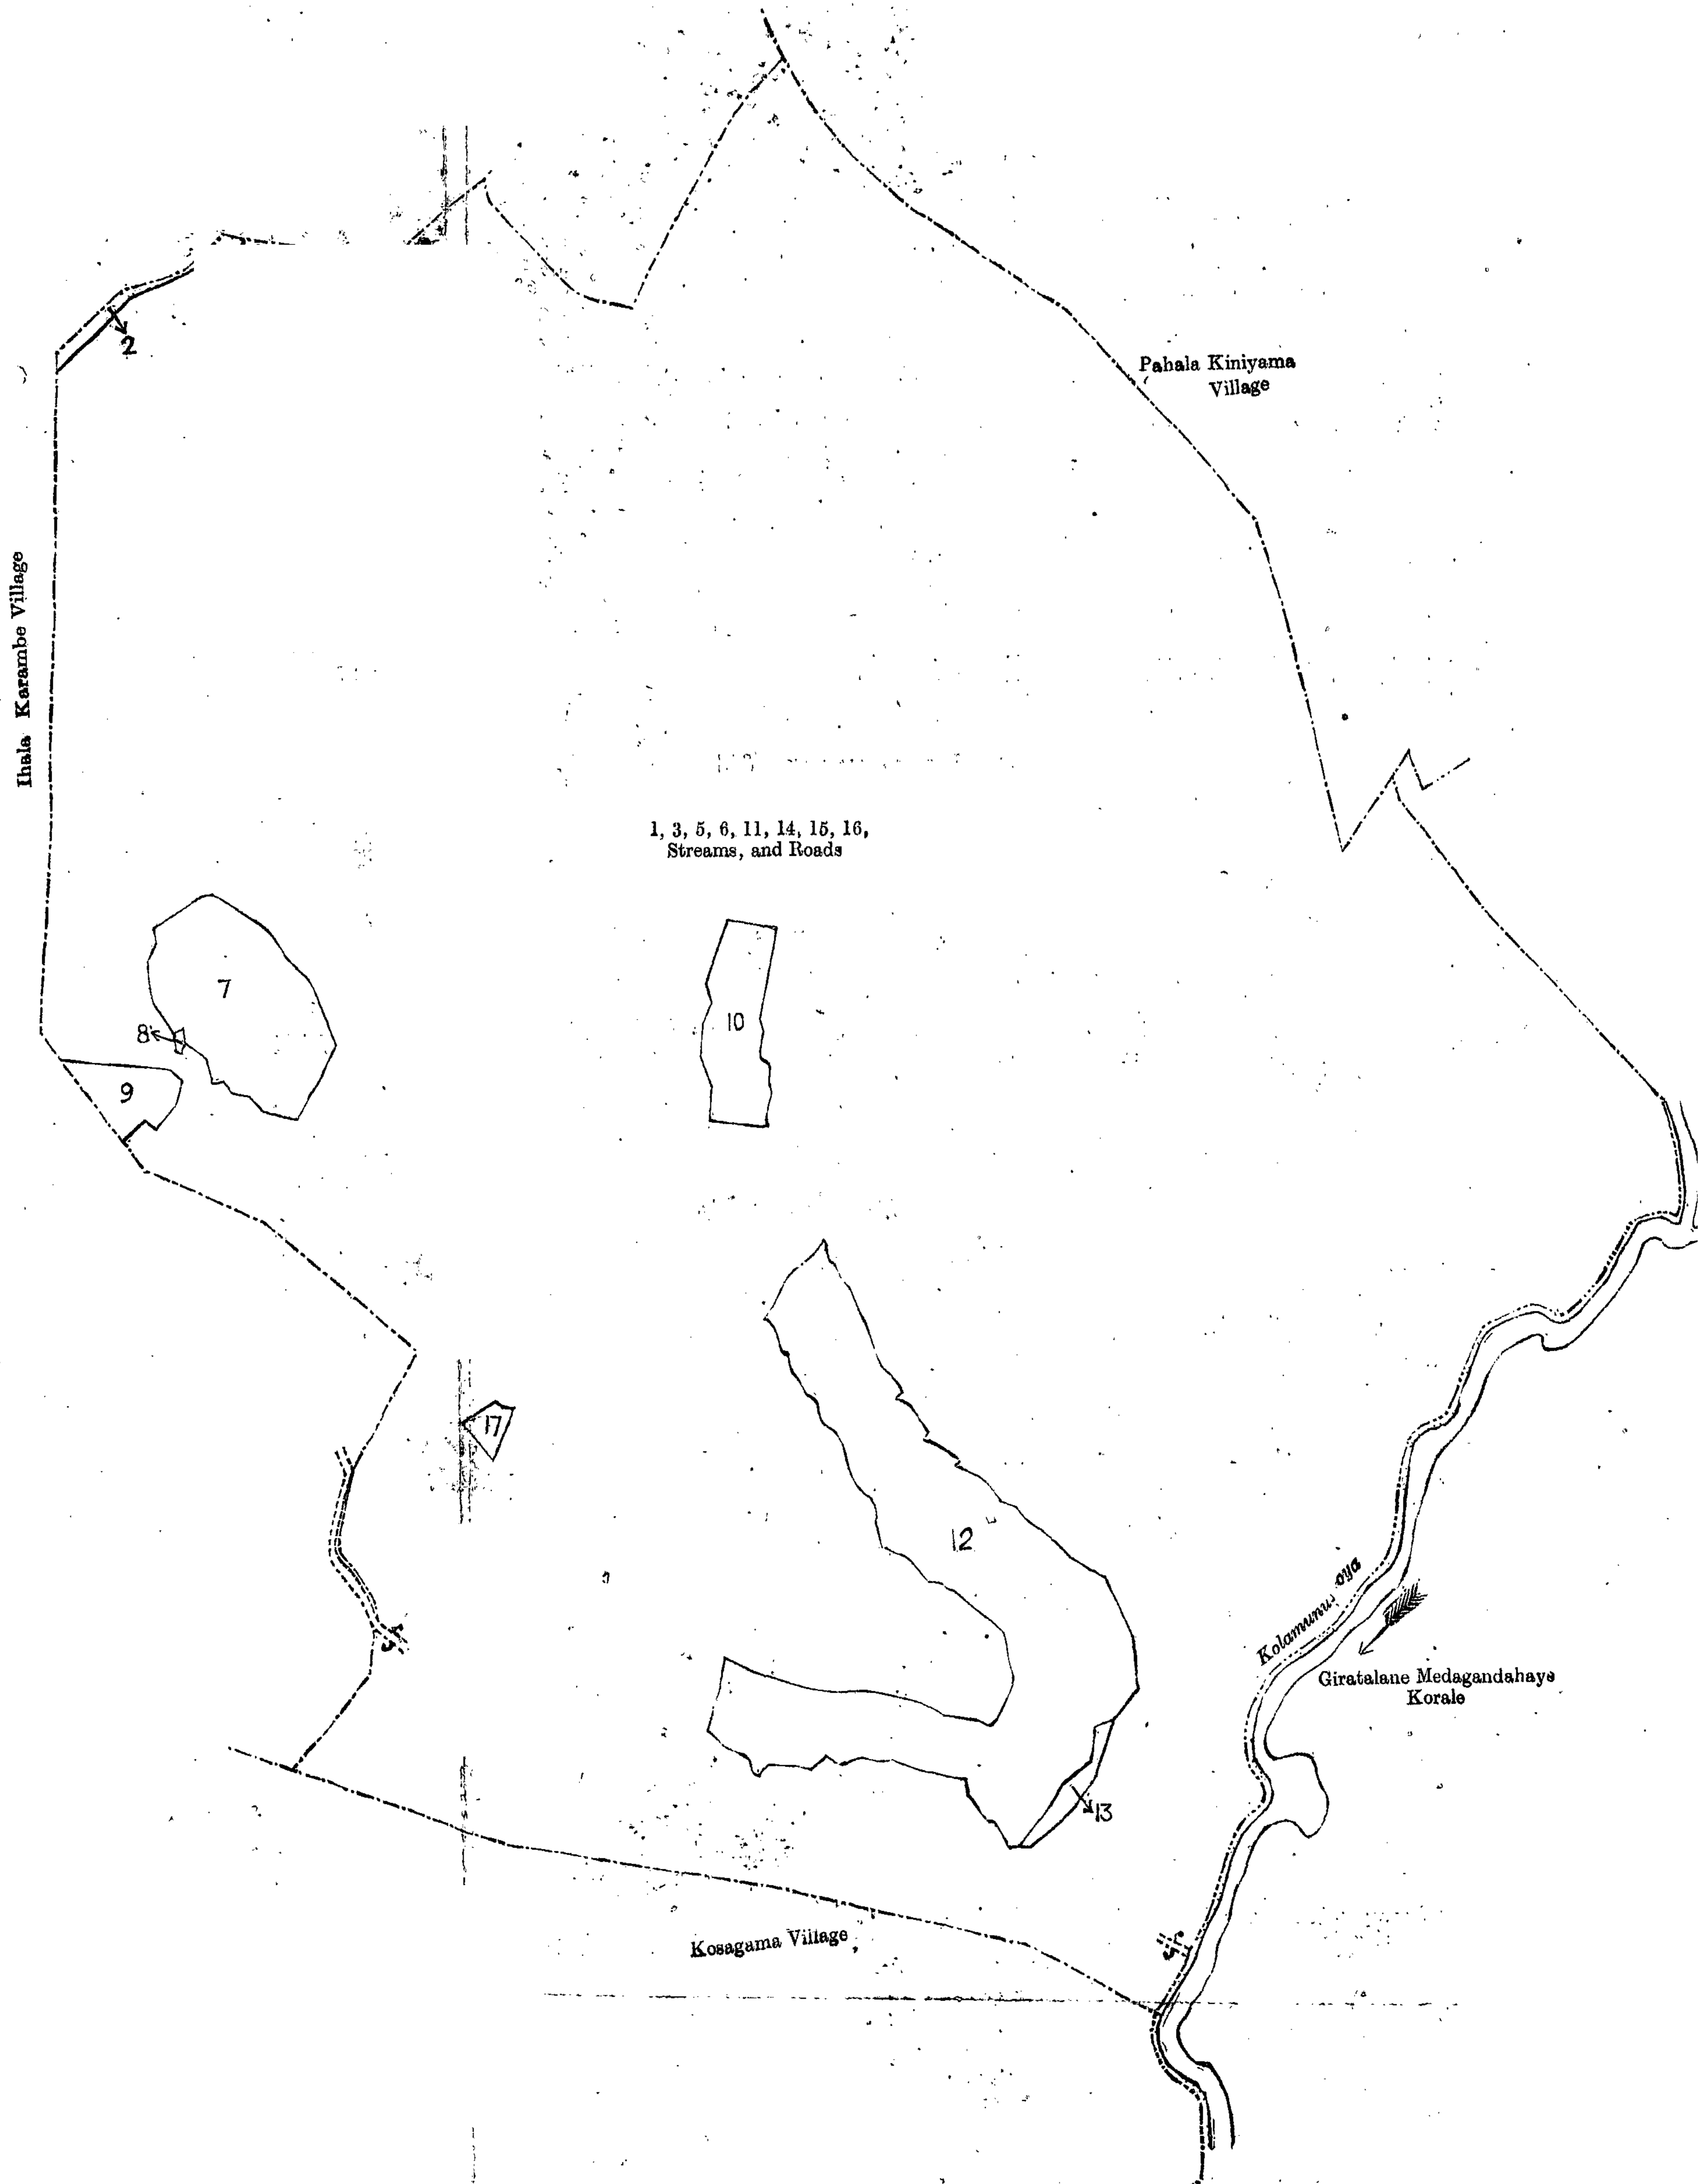 2
Pahala Kiniyama
Village
Ihala Karambe Village
1, 3, 5, 6, 11, 14, 15, 16,
Streams, and Roads
7
8
10
9
17
12
Kolamunu oya
Giratalane Medagandahaye
Korale
13
Kosagama Village